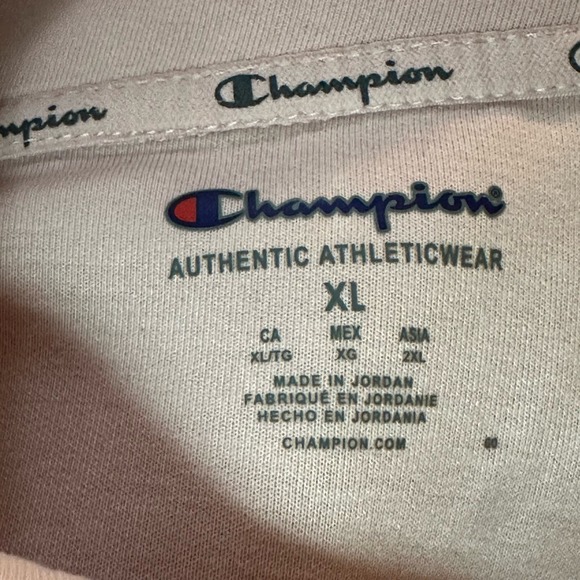 Champion
Champion®
AUTHENTIC ATHLETICWEAR
XL
CA MEX ASIA
XL/TG XG 2XL
MADE IN JORDAN
FABRIQUÉ EN JORDANIE
HECHO EN JORDANIA
CHAMPION.COM